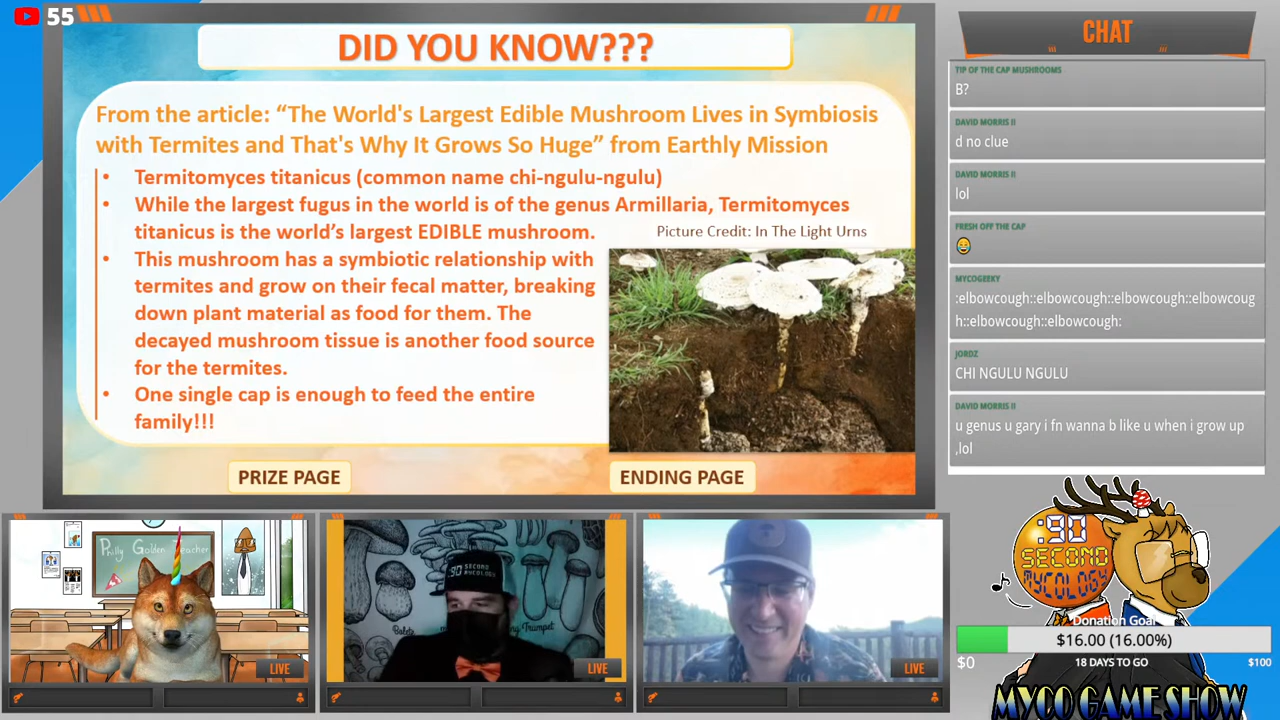 55
DID YOU KNOW???
From the article: “The World's Largest Edible Mushroom Lives in Symbiosis
with Termites and That's Why It Grows So Huge” from Earthly Mission
• Termitomyces titanicus (common name chi-ngulu-ngulu)
• While the largest fugus in the world is of the genus Armillaria, Termitomyces
titanicus is the world’s largest EDIBLE mushroom.
Picture Credit: In The Light Urns
• This mushroom has a symbiotic relationship with
termites and grow on their fecal matter, breaking
down plant material as food for them. The
decayed mushroom tissue is another food source
for the termites.
• One single cap is enough to feed the entire
family!!!
PRIZE PAGE
ENDING PAGE
CHAT
TIP OF THE CAP MUSHROOMS
B?
DAVID MORRIS II
d no clue
DAVID MORRIS II
lol
FRESH OFF THE CAP
MYCOGEEKY
:elbowcough::elbowcough::elbowcough::elbowcoug
h::elbowcough::elbowcough:
JORDZ
CHI NGULU NGULU
DAVID MORRIS II
u genus u gary i fn wanna b like u when i grow up
,lol
Philly Golden Teacher
LIVE
:90 SECOND
MYCOLOGY
Bolete
Trumpet
LIVE
LIVE
:90
SECOND
MYCOLOGY
Donation Goal
$16.00 (16.00%)
$0
18 DAYS TO GO
$100
MYCO GAME SHOW